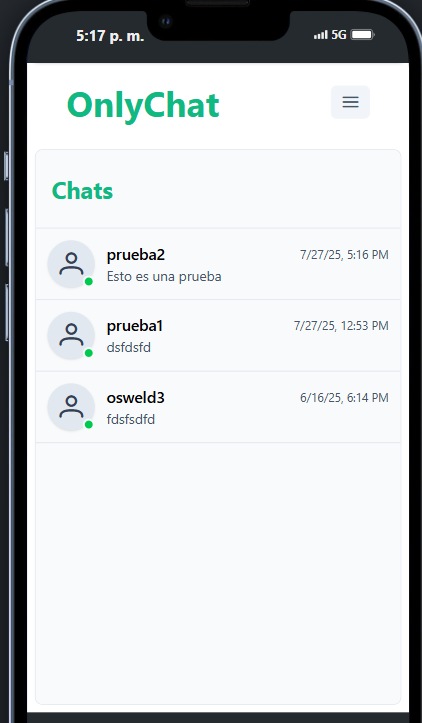 5:17 p. m. 5G
OnlyChat
Chats
prueba2 7/27/25, 5:16 PM
Esto es una prueba
prueba1 7/27/25, 12:53 PM
dsfdsfd
osweld3 6/16/25, 6:14 PM
fdsfsdfd